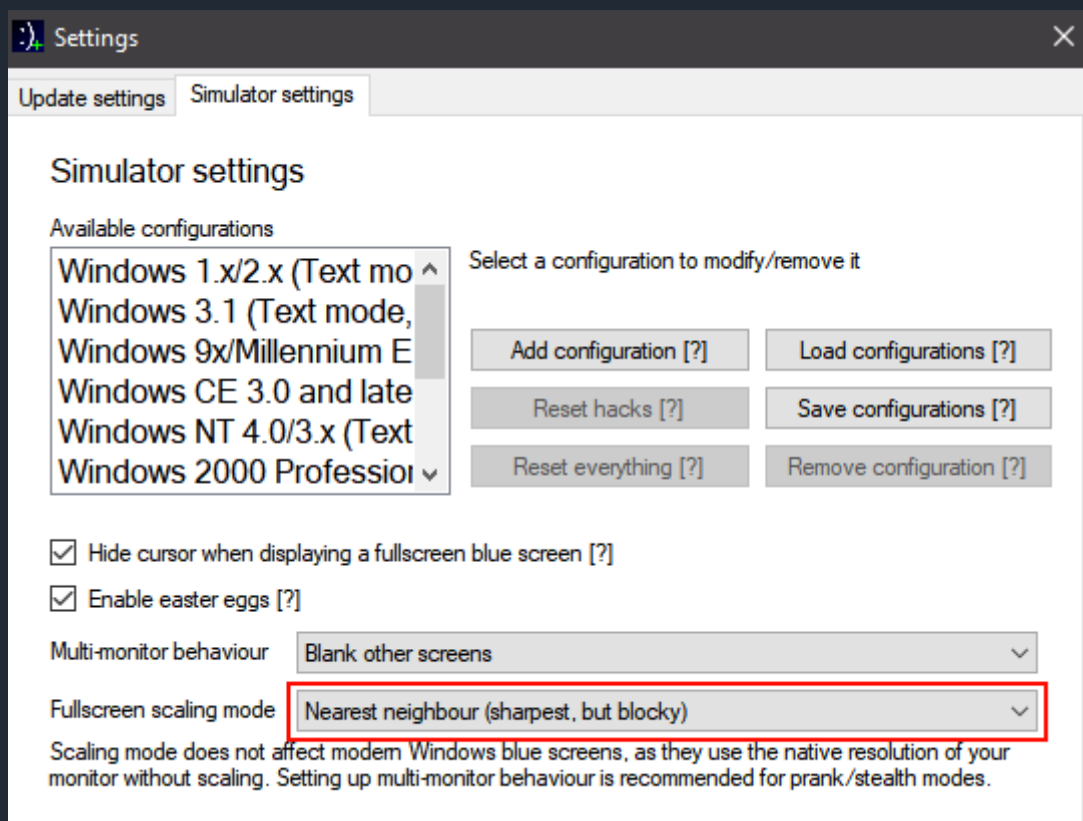 Settings
Update settings
Simulator settings
Simulator settings
Available configurations
Windows 1.x/2.x (Text mo
Windows 3.1 (Text mode,
Windows 9x/Millennium E
Windows CE 3.0 and late
Windows NT 4.0/3.x (Text
Windows 2000 Profession
Select a configuration to modify/remove it
Add configuration [?]
Load configurations [?]
Reset hacks [?]
Save configurations [?]
Reset everything [?]
Remove configuration [?]
Hide cursor when displaying a fullscreen blue screen [?]
Enable easter eggs [?]
Multi-monitor behaviour
Blank other screens
Fullscreen scaling mode
Nearest neighbour (sharpest, but blocky)
Scaling mode does not affect modern Windows blue screens, as they use the native resolution of your
monitor without scaling. Setting up multi-monitor behaviour is recommended for prank/stealth modes.